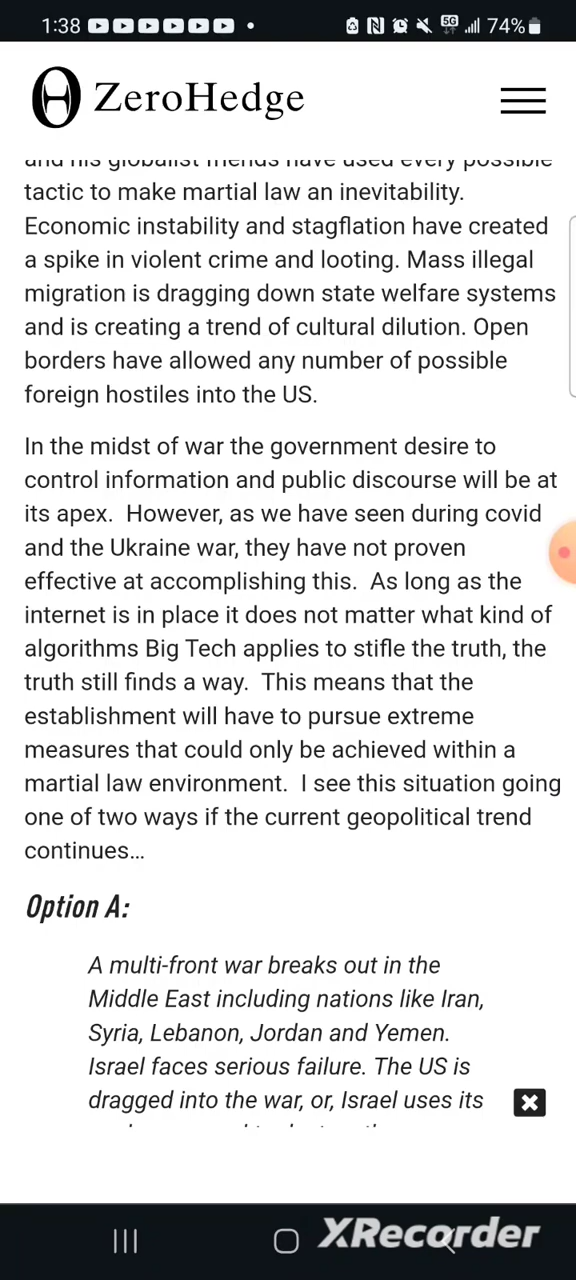 1:38
5G
74%
ZeroHedge
and his globalist friends have used every possible
tactic to make martial law an inevitability.
Economic instability and stagflation have created
a spike in violent crime and looting. Mass illegal
migration is dragging down state welfare systems
and is creating a trend of cultural dilution. Open
borders have allowed any number of possible
foreign hostiles into the US.
In the midst of war the government desire to
control information and public discourse will be at
its apex.  However, as we have seen during covid
and the Ukraine war, they have not proven
effective at accomplishing this.  As long as the
internet is in place it does not matter what kind of
algorithms Big Tech applies to stifle the truth, the
truth still finds a way.  This means that the
establishment will have to pursue extreme
measures that could only be achieved within a
martial law environment.  I see this situation going
one of two ways if the current geopolitical trend
continues…
Option A:
A multi-front war breaks out in the
Middle East including nations like Iran,
Syria, Lebanon, Jordan and Yemen.
Israel faces serious failure. The US is
dragged into the war, or, Israel uses its
XRecorder